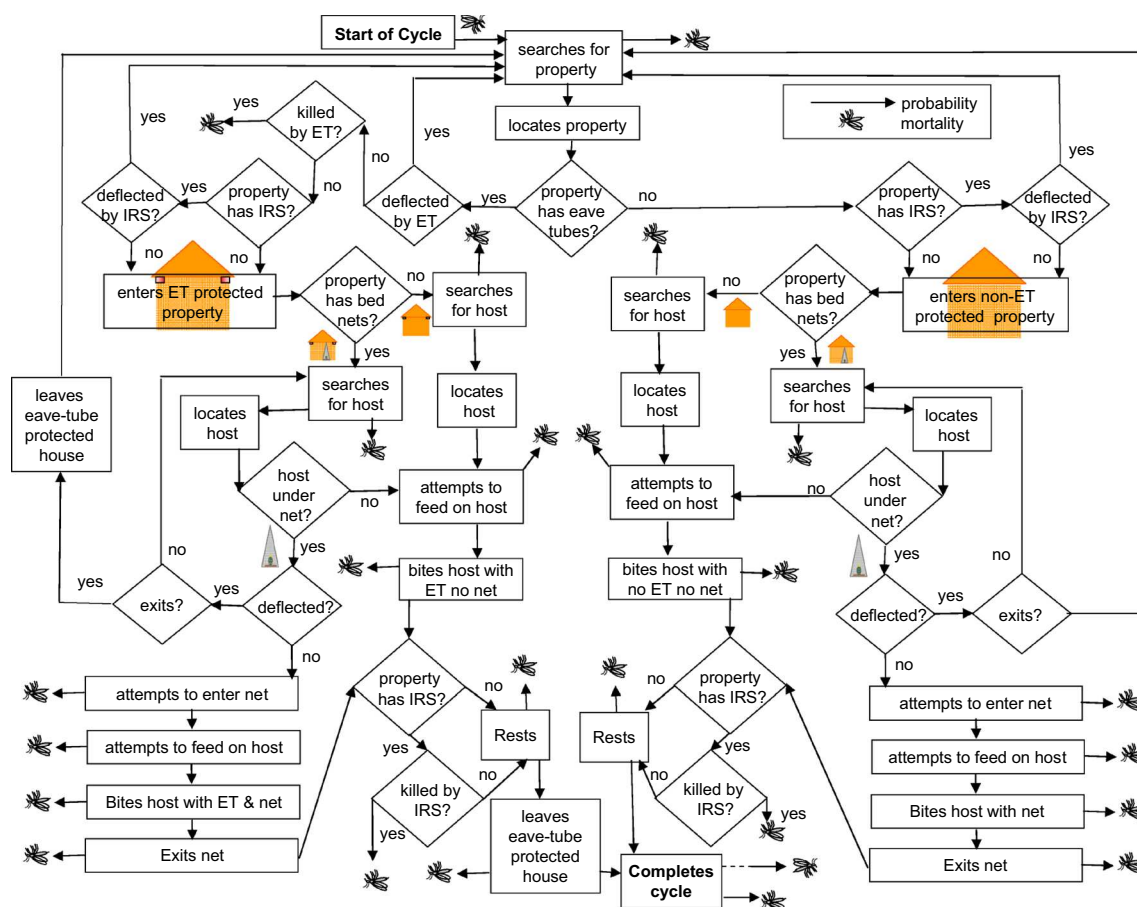 Start of Cycle
searches for
property
probability
mortality
yes
killed
by ET?
yes
locates property
yes
yes
no
no
deflected
by IRS?
yes
property
has IRS?
deflected
by ET
yes
property
has eave
tubes?
no
property
has IRS?
yes
deflected
by IRS?
no
no
no
no
enters ET protected
property
property
has bed
nets?
no
searches
for host
searches
for host
no
property
has bed
nets?
enters non-ET
protected property
yes
yes
leaves
eave-tube
protected
house
searches
for host
locates
host
locates
host
locates
host
searches
for host
locates
host
host
under
net?
no
attempts to
feed on host
attempts to
feed on host
no
host
under
net?
yes
yes
no
no
bites host with
ET no net
bites host with
no ET no net
yes
exits?
yes
deflected?
deflected?
yes
exits?
no
no
attempts to enter net
property
has IRS?
no
no
property
has IRS?
attempts to enter net
attempts to feed on host
yes
Rests
Rests
yes
attempts to feed on host
Bites host with ET & net
killed by
IRS?
no
no
killed by
IRS?
Bites host with net
yes
yes
Exits net
leaves
eave-tube
protected
house
Completes
cycle
Exits net